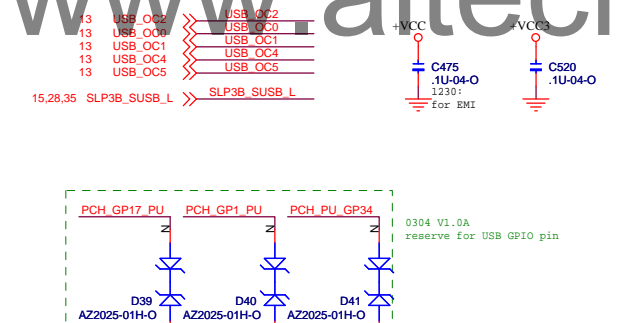 www.aitech
13 USB_OC2 USB_OC2
13 USB_OC0 USB_OC0
13 USB_OC1 USB_OC1
13 USB_OC4 USB_OC4
13 USB_OC5 USB_OC5
15,28,35 SLP3B_SUSB_L SLP3B_SUSB_L
+VCC +VCC3
C475 C520
.1U-04-O .1U-04-O
1230:
for EMI
PCH_GP17_PU PCH_GP1_PU PCH_PU_GP34
N N N
0304 V1.0A
reserve for USB GPIO pin
D39 D40 D41
AZ2025-01H-O AZ2025-01H-O AZ2025-01H-O